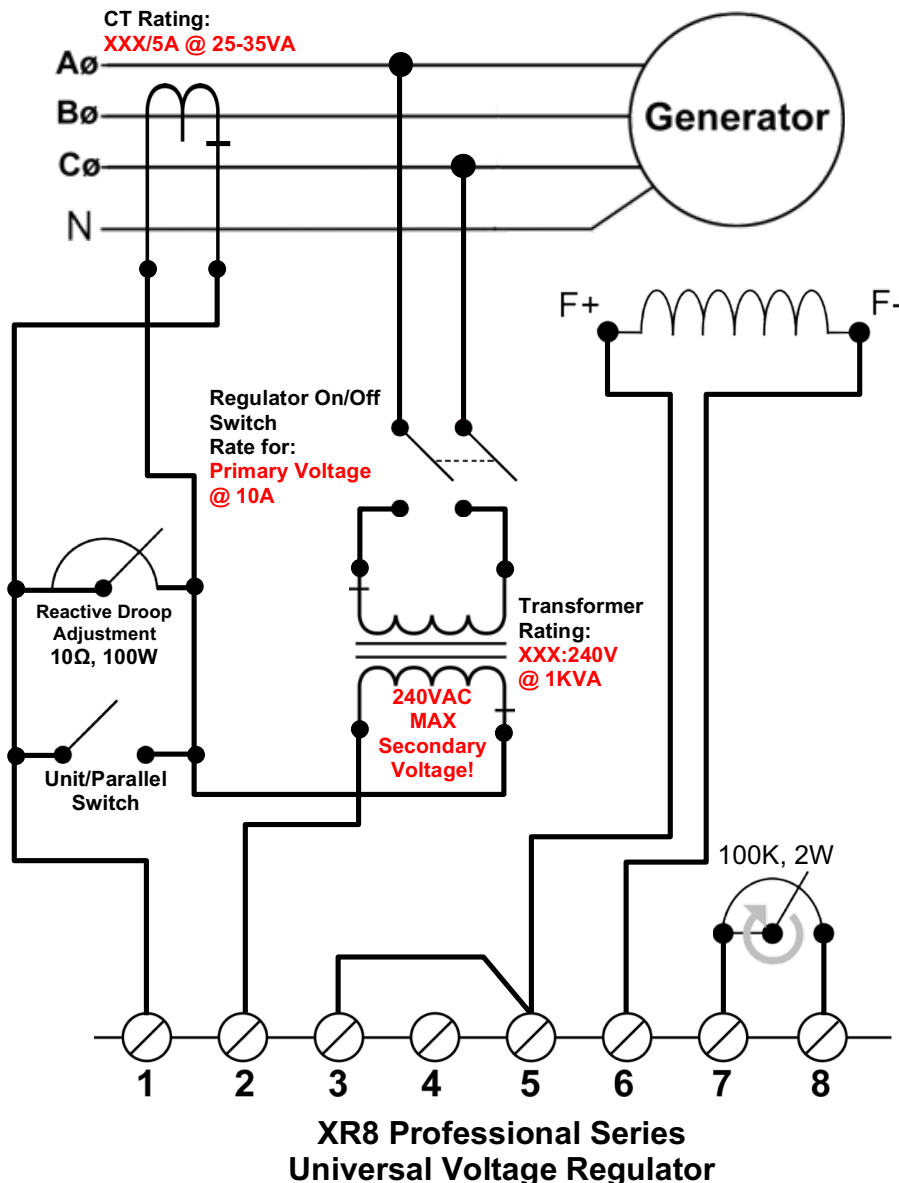 CT Rating:
XXX/5A @ 25-35VA
Aø
Bø
Cø
N
Generator
F+
F-
Regulator On/Off
Switch
Rate for:
Primary Voltage
@ 10A
Reactive Droop
Adjustment
10Ω, 100W
Transformer
Rating:
XXX:240V
@ 1KVA
240VAC
MAX
Secondary
Voltage!
Unit/Parallel
Switch
100K, 2W
1 2 3 4 5 6 7 8
XR8 Professional Series
Universal Voltage Regulator